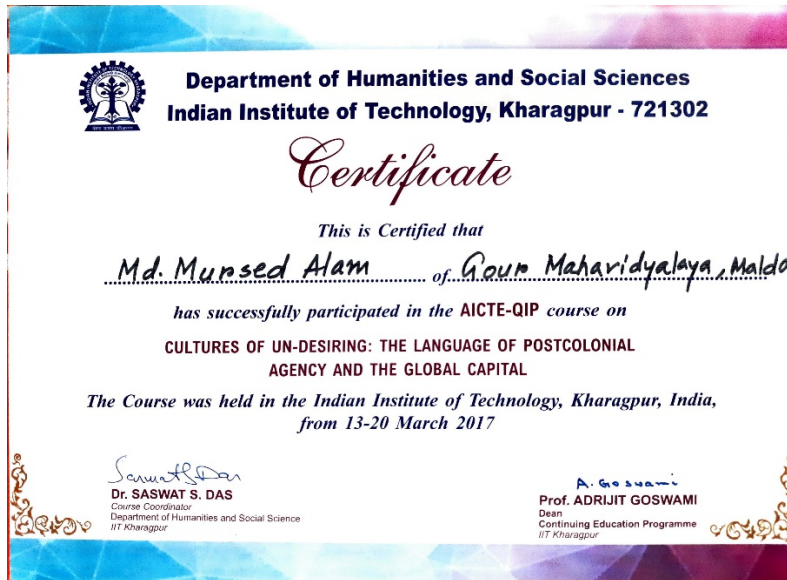 Department of Humanities and Social Sciences
Indian Institute of Technology, Kharagpur - 721302
Certificate
This is Certified that
Md. Mursed Alam of Gour Maharidyalaya, Malda
has successfully participated in the AICTE-QIP course on
CULTURES OF UN-DESIRING: THE LANGUAGE OF POSTCOLONIAL
AGENCY AND THE GLOBAL CAPITAL
The Course was held in the Indian Institute of Technology, Kharagpur, India,
from 13-20 March 2017
Saswat S Das
Dr. SASWAT S. DAS
Course Coordinator
Department of Humanities and Social Science
IIT Kharagpur
A. Goswami
Prof. ADRIJIT GOSWAMI
Dean
Continuing Education Programme
IIT Kharagpur